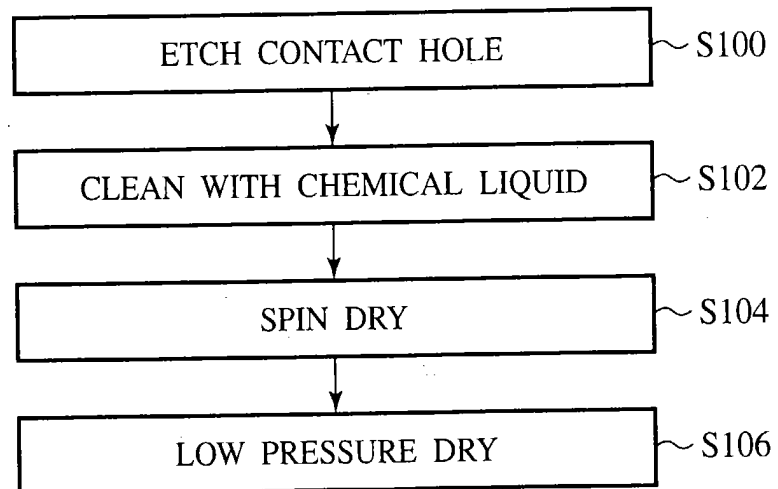 ETCH CONTACT HOLE S100
CLEAN WITH CHEMICAL LIQUID S102
SPIN DRY S104
LOW PRESSURE DRY S106